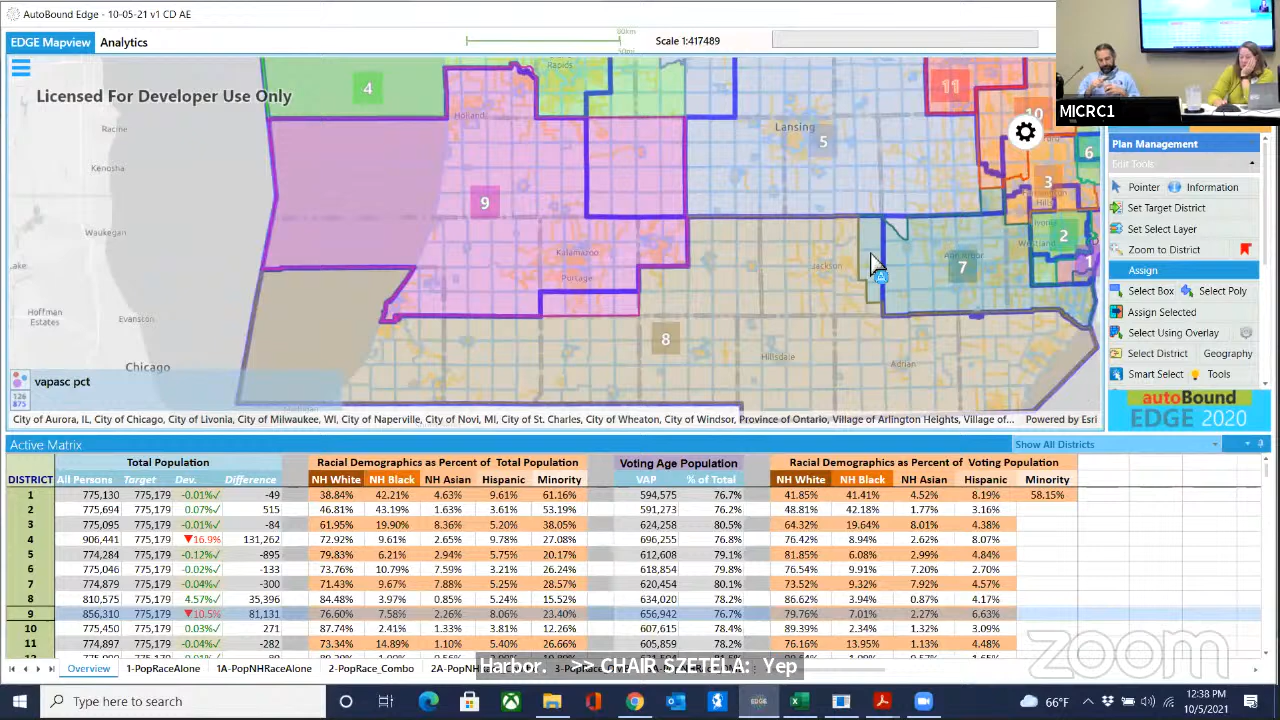 AutoBound Edge - 10-05-21 v1 CD AE
EDGE Mapview
Analytics
80km
50mi
Scale 1:417489
Licensed For Developer Use Only
MICRC1
Rapids
4
11
10
Holland
Racine
Lansing
5
Kenosha
6
3
9
2
Waukegan
Westland
Kalamazoo
Ann Arbor
7
1
Lake
Jackson
Portage
Hoffman
Estates
Evanston
8
Hillsdale
Adrian
Chicago
vapasc pct
126
875
City of Aurora, IL, City of Chicago, City of Livonia, City of Milwaukee, WI, City of Naperville, City of Novi, MI, City of St. Charles, City of Wheaton, City of Windsor, Province of Ontario, Village of Arlington Heights, Village of...
Powered by Esri
Plan Management
Edit Tools
Pointer
Information
Set Target District
Set Select Layer
Zoom to District
Assign
Select Box
Select Poly
Assign Selected
Select Using Overlay
Select District
Geography
Smart Select
Tools
autoBound
EDGE 2020
Active Matrix
Show All Districts
Total Population
Racial Demographics as Percent of Total Population
Voting Age Population
Racial Demographics as Percent of Voting Population
DISTRICT All Persons Target Dev. Difference NH White NH Black NH Asian Hispanic Minority VAP % of Total NH White NH Black NH Asian Hispanic Minority
1 775,130 775,179 -0.01%✓ -49 38.84% 42.21% 4.63% 9.61% 61.16% 594,575 76.7% 41.85% 41.41% 4.52% 8.19% 58.15%
2 775,694 775,179 0.07%✓ 515 46.81% 43.19% 1.63% 3.61% 53.19% 591,273 76.2% 48.81% 42.18% 1.77% 3.16%
3 775,095 775,179 -0.01%✓ -84 61.95% 19.90% 8.36% 5.20% 38.05% 624,258 80.5% 64.32% 19.64% 8.01% 4.38%
4 906,441 775,179 ▼16.9% 131,262 72.92% 9.61% 2.65% 9.78% 27.08% 696,255 76.8% 76.42% 8.94% 2.62% 8.07%
5 774,284 775,179 -0.12%✓ -895 79.83% 6.21% 2.94% 5.75% 20.17% 612,608 79.1% 81.85% 6.08% 2.99% 4.84%
6 775,046 775,179 -0.02%✓ -133 73.76% 10.79% 7.59% 3.21% 26.24% 618,854 79.8% 76.54% 9.91% 7.20% 2.70%
7 774,879 775,179 -0.04%✓ -300 71.43% 9.67% 7.88% 5.25% 28.57% 620,454 80.1% 73.52% 9.32% 7.92% 4.57%
8 810,575 775,179 4.57%✓ 35,396 84.48% 3.97% 0.85% 5.24% 15.52% 634,020 78.2% 86.62% 3.94% 0.87% 4.17%
9 856,310 775,179 ▼10.5% 81,131 76.60% 7.58% 2.26% 8.06% 23.40% 656,942 76.7% 79.76% 7.01% 2.27% 6.63%
10 775,450 775,179 0.03%✓ 271 87.74% 2.41% 1.33% 3.81% 12.26% 607,615 78.4% 89.39% 2.34% 1.32% 3.09%
11 774,897 775,179 -0.04%✓ -282 73.34% 14.89% 1.10% 5.40% 26.66% 605,859 78.2% 76.16% 13.95% 1.13% 4.48%
Overview
1-PopRaceAlone
1A-PopNHRaceAlone
2-PopRace_Combo
Harbor. >> CHAIR SZETELA: Yep
zoom
Type here to search
EDGE
66°F
12:38 PM
10/5/2021